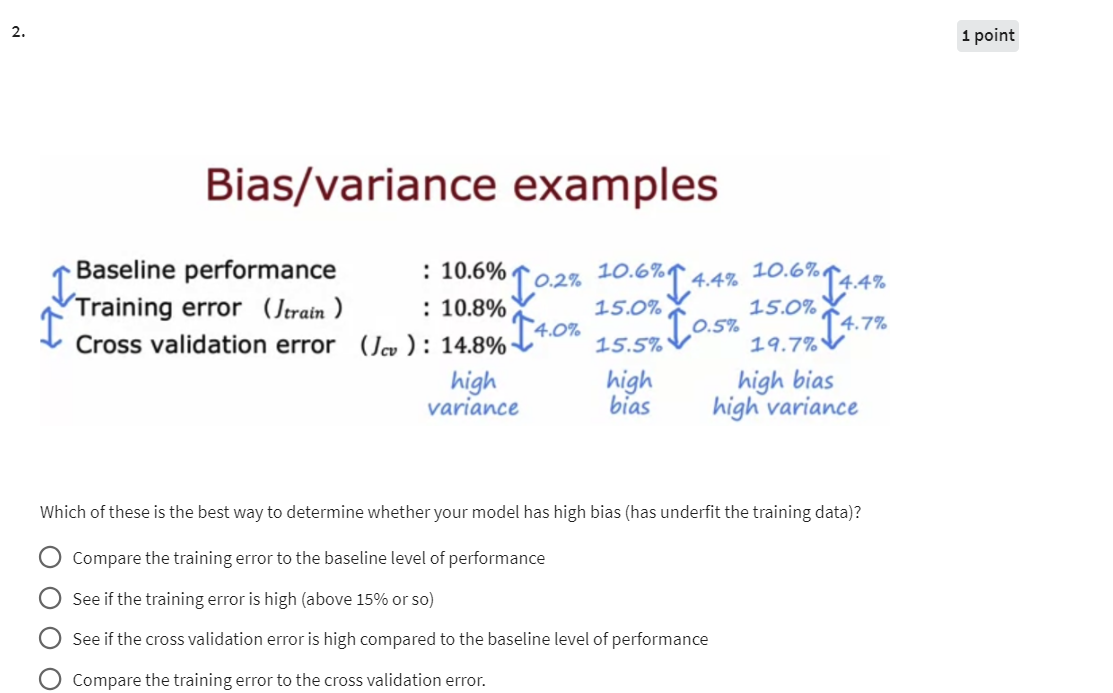 2.
1 point
Bias/variance examples
Baseline performance : 10.6% 0.2% 10.6% 4.4% 10.6% 4.4%
Training error (Jtrain ) : 10.8% 15.0% 15.0%
4.0% 0.5% 4.7%
Cross validation error (Jcv ) : 14.8% 15.5% 19.7%
high high high bias
variance bias high variance
Which of these is the best way to determine whether your model has high bias (has underfit the training data)?
Compare the training error to the baseline level of performance
See if the training error is high (above 15% or so)
See if the cross validation error is high compared to the baseline level of performance
Compare the training error to the cross validation error.